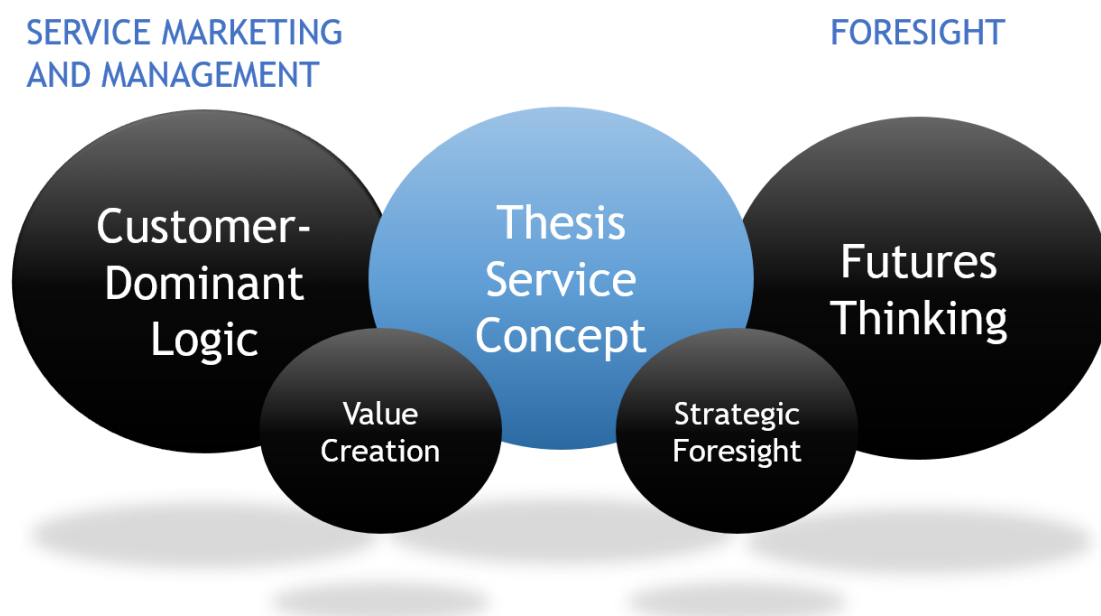 SERVICE MARKETING
AND MANAGEMENT
FORESIGHT
Customer-
Dominant
Logic
Thesis
Service
Concept
Futures
Thinking
Value
Creation
Strategic
Foresight